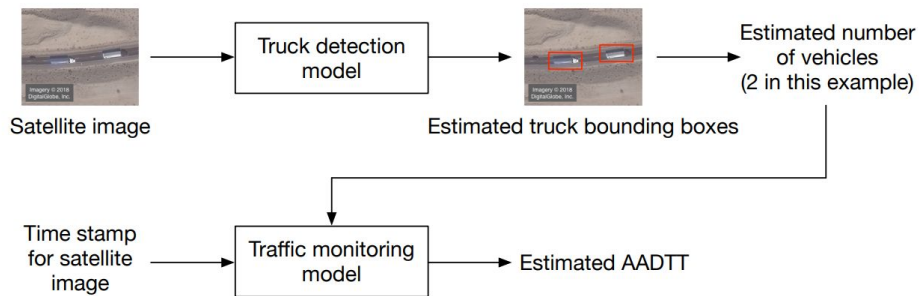 Imagery © 2018
DigitalGlobe, Inc.
Satellite image
Truck detection
model
Imagery © 2018
DigitalGlobe, Inc.
Estimated truck bounding boxes
Estimated number
of vehicles
(2 in this example)
Time stamp
for satellite
image
Traffic monitoring
model
Estimated AADTT